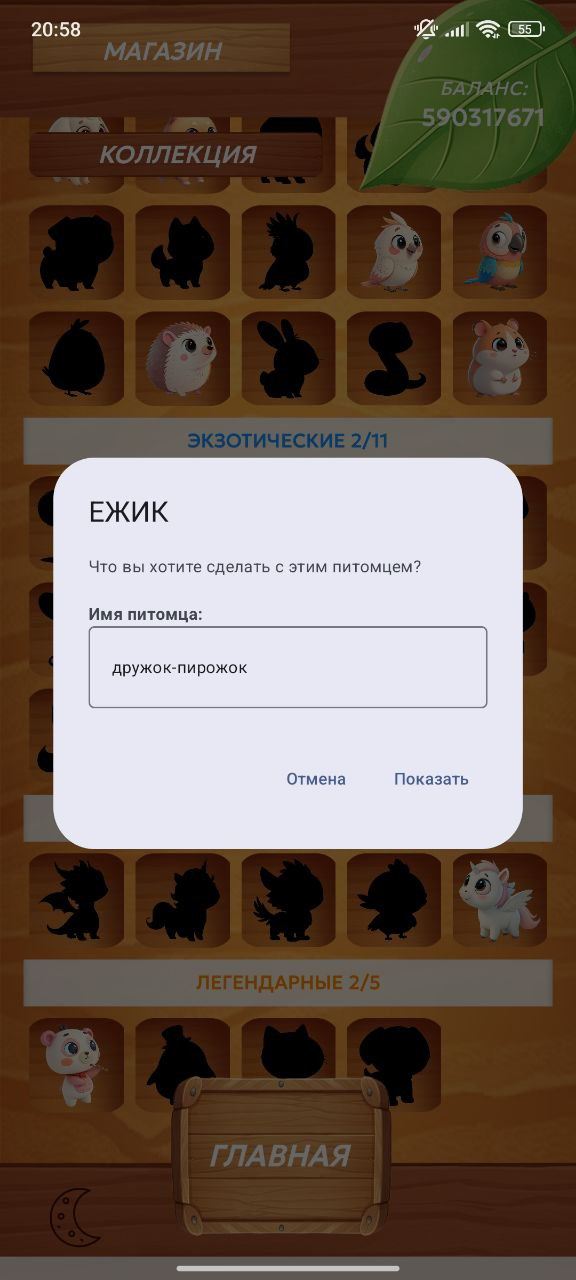 20:58
55
МАГАЗИН
БАЛАНС:
590317671
КОЛЛЕКЦИЯ
ЭКЗОТИЧЕСКИЕ 2/11
ЕЖИК
Что вы хотите сделать с этим питомцем?
Имя питомца:
дружок-пирожок
Отмена
Показать
ЛЕГЕНДАРНЫЕ 2/5
ГЛАВНАЯ